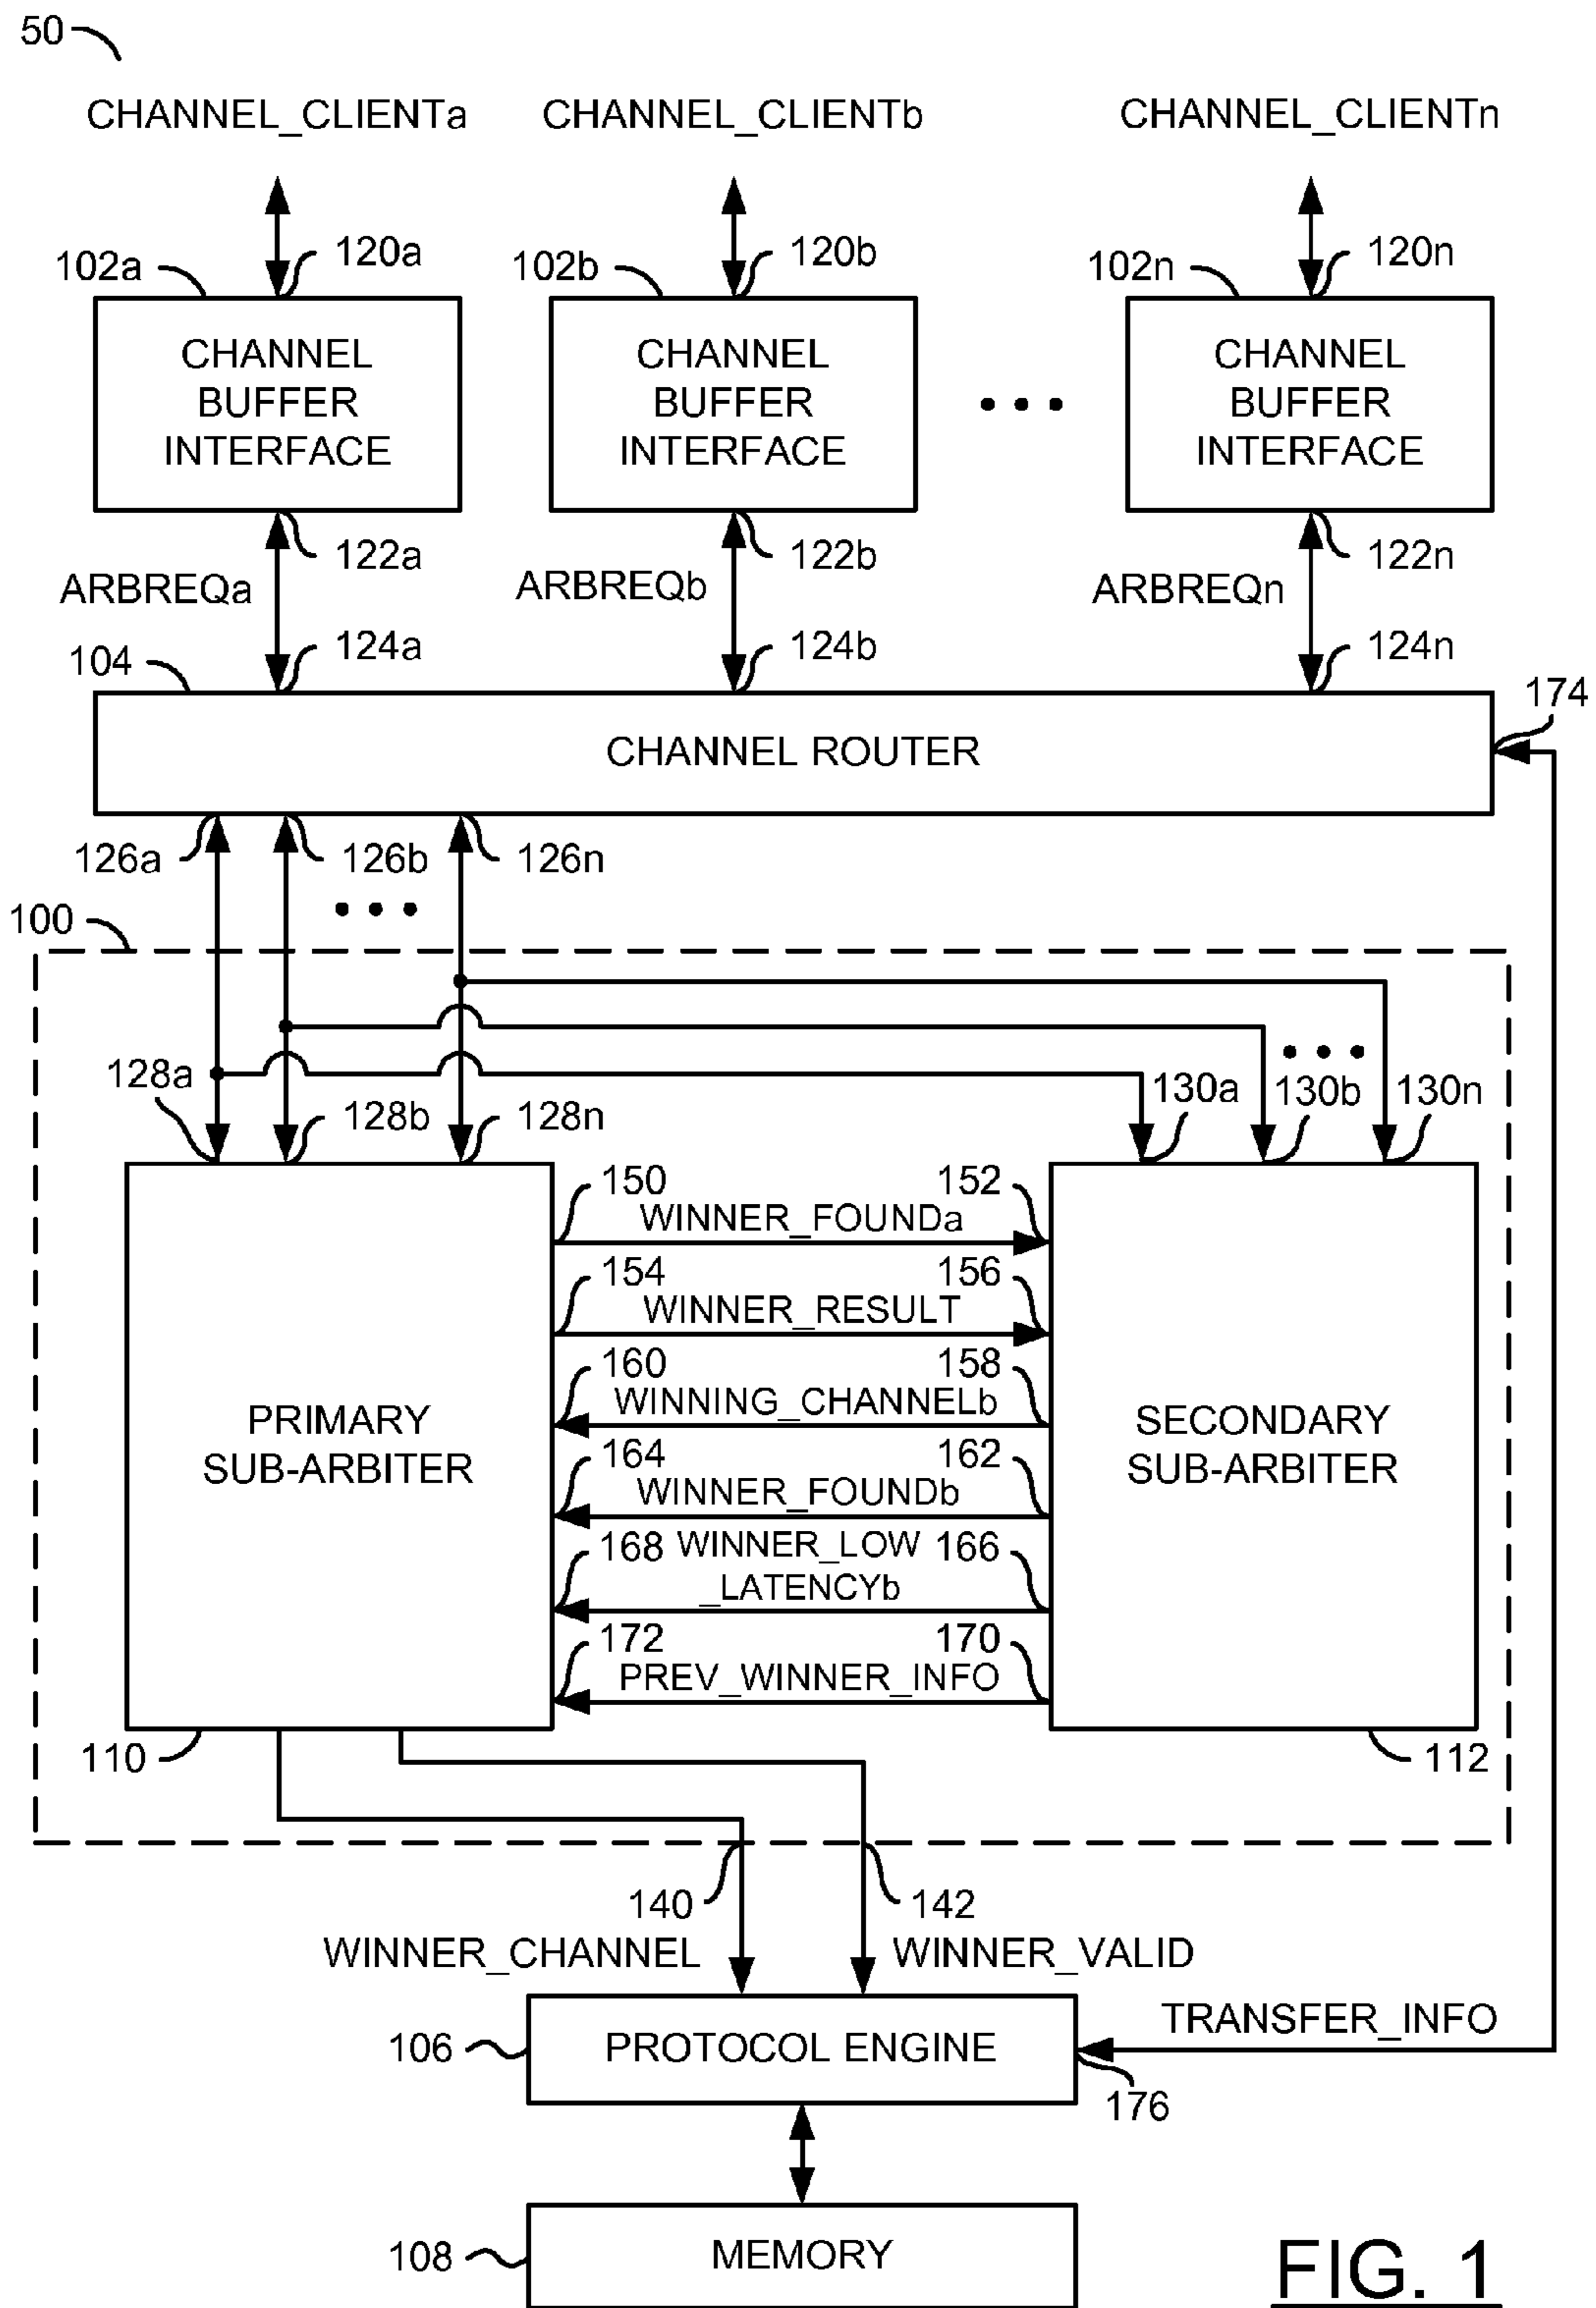 50
CHANNEL_CLIENTa CHANNEL_CLIENTb CHANNEL_CLIENTn
102a 120a 102b 120b 102n 120n
CHANNEL BUFFER INTERFACE
CHANNEL BUFFER INTERFACE
• • •
CHANNEL BUFFER INTERFACE
122a 122b 122n
ARBREQa ARBREQb ARBREQn
104 124a 124b 124n
174
CHANNEL ROUTER
126a 126b 126n
• • •
100
• • •
128a 128b 128n 130a 130b 130n
150 152
WINNER_FOUNDa
154 156
WINNER_RESULT
160 158
WINNING_CHANNELb
PRIMARY
SUB-ARBITER
SECONDARY
SUB-ARBITER
164 162
WINNER_FOUNDb
168 WINNER_LOW 166
_LATENCYb
172 170
PREV_WINNER_INFO
110 112
140 142
WINNER_CHANNEL WINNER_VALID
106 PROTOCOL ENGINE
TRANSFER_INFO
176
108 MEMORY
FIG. 1